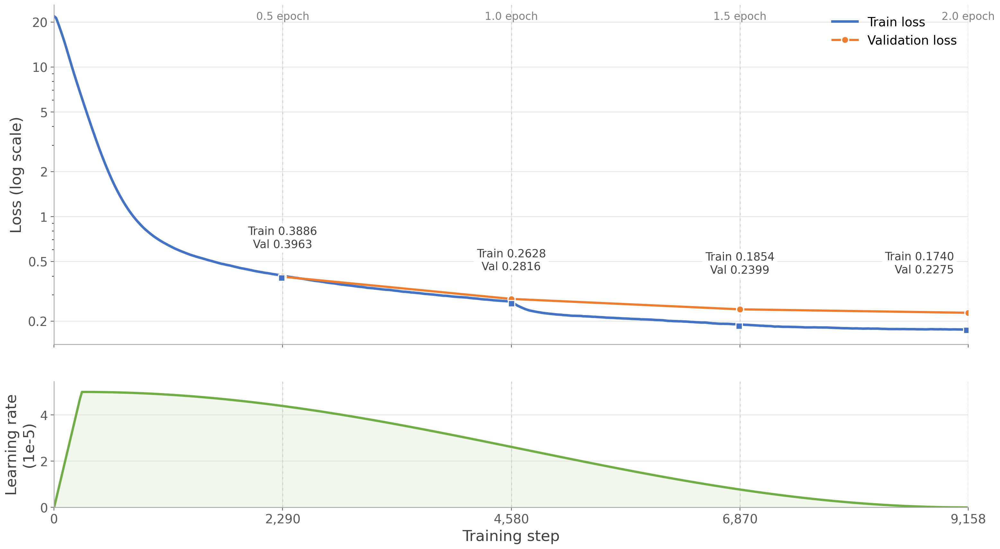 0.5 epoch
1.0 epoch
1.5 epoch
2.0 epoch
Train loss
Validation loss
Loss (log scale)
20
10
5
2
1
0.5
0.2
Train 0.3886
Val 0.3963
Train 0.2628
Val 0.2816
Train 0.1854
Val 0.2399
Train 0.1740
Val 0.2275
Learning rate
(1e-5)
4
2
0
0
2,290
4,580
6,870
9,158
Training step